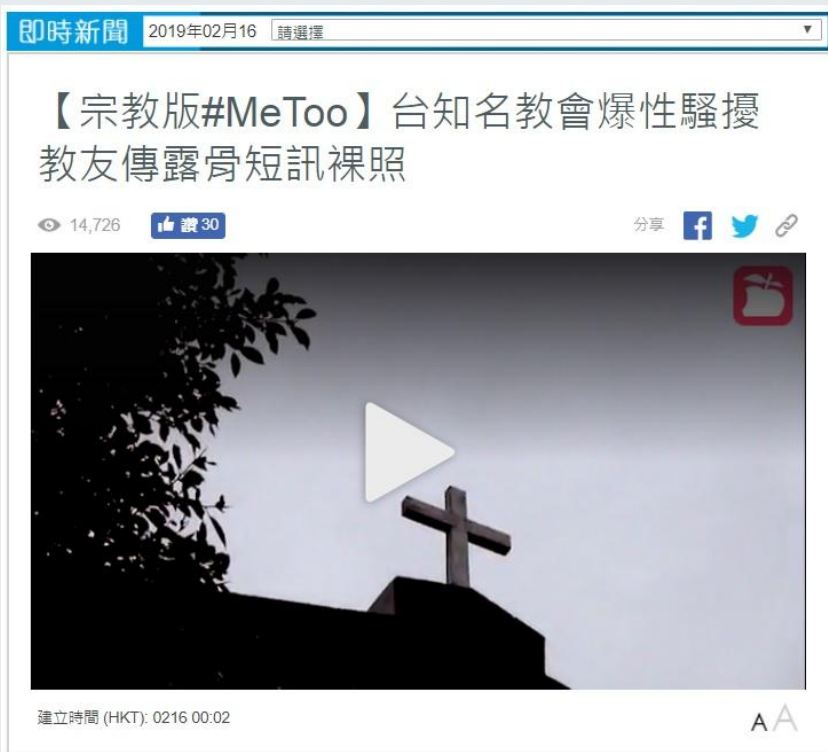 即時新聞 2019年02月16 請選擇
【宗教版#MeToo】台知名教會爆性騷擾
教友傳露骨短訊裸照
14,726 讚 30 分享
建立時間 (HKT): 0216 00:02 A A